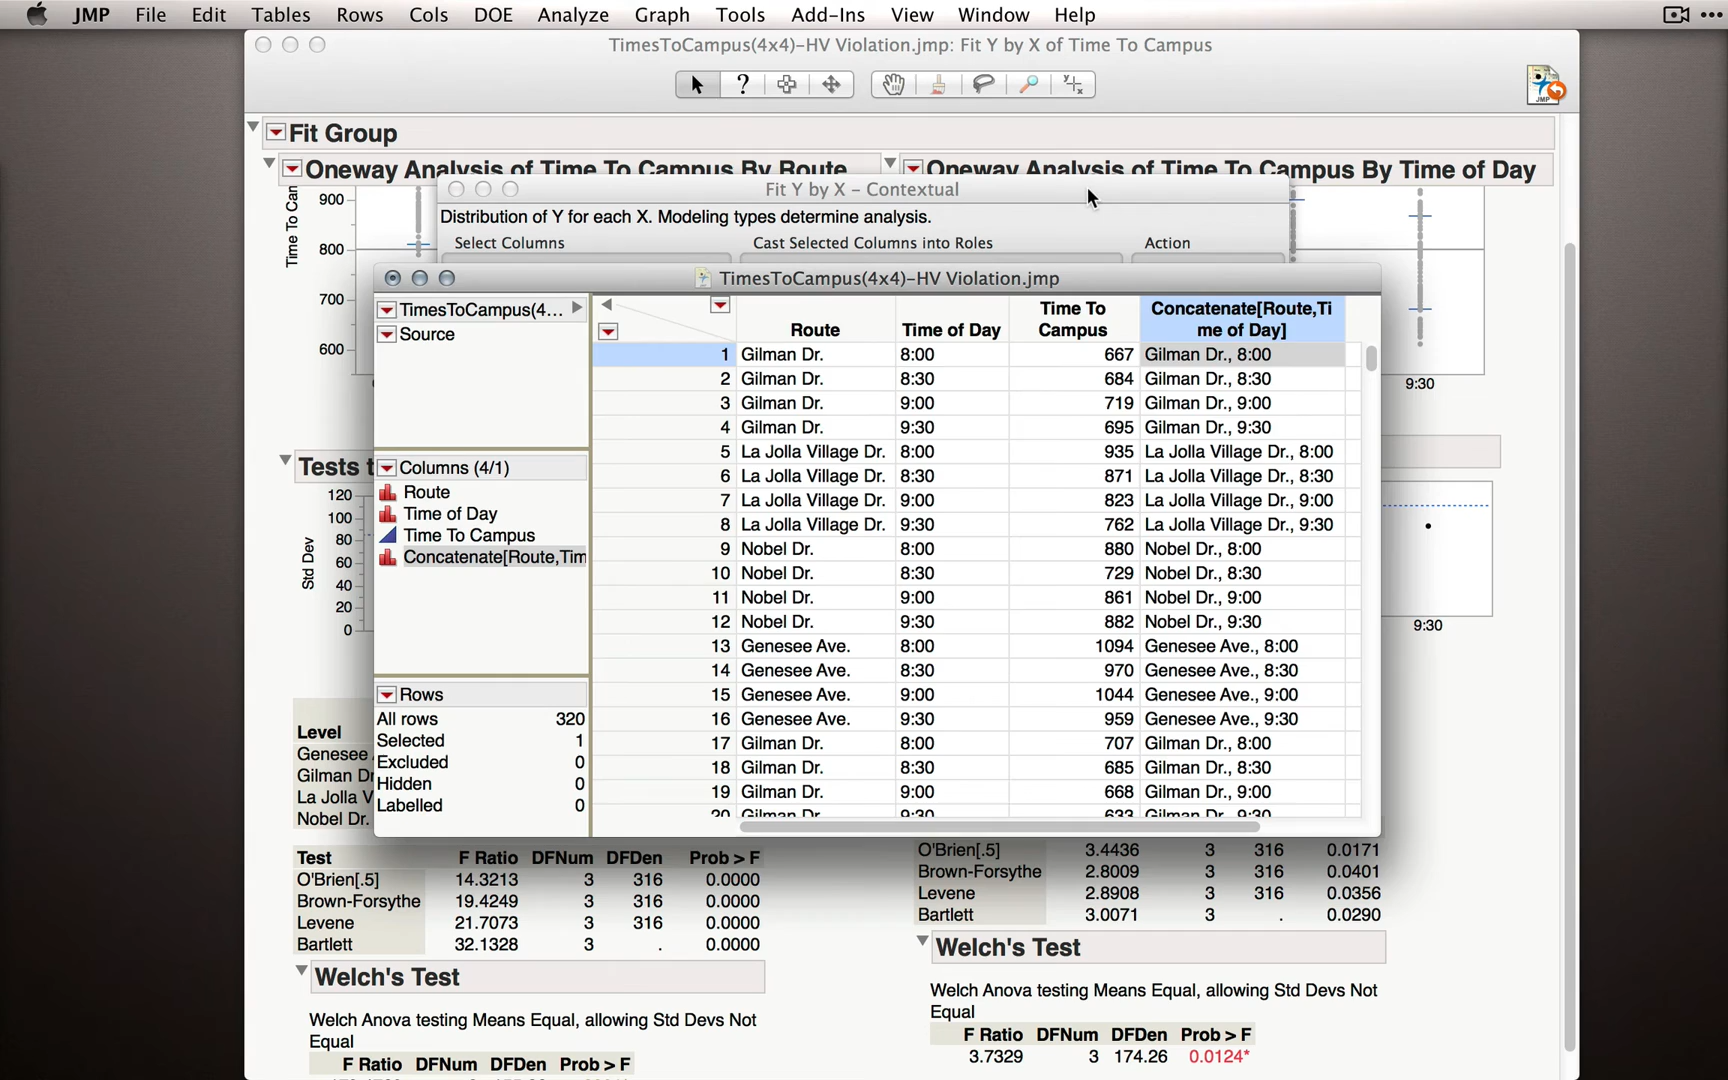 JMP File Edit Tables Rows Cols DOE Analyze Graph Tools Add-Ins View Window Help
TimesToCampus(4x4)-HV Violation.jmp: Fit Y by X of Time To Campus
JMP
Fit Group
Oneway Analysis of Time To Campus By Route
Oneway Analysis of Time To Campus By Time of Day
Time To Can
900
800
700
600
9:30
Fit Y by X – Contextual
Distribution of Y for each X. Modeling types determine analysis.
Select Columns Cast Selected Columns into Roles Action
TimesToCampus(4x4)-HV Violation.jmp
TimesToCampus(4...
Source
Columns (4/1)
Route
Time of Day
Time To Campus
Concatenate[Route,Tim
Rows
All rows 320
Selected 1
Excluded 0
Hidden 0
Labelled 0
Route Time of Day Time To Campus Concatenate[Route,Ti me of Day]
1 Gilman Dr. 8:00 667 Gilman Dr., 8:00
2 Gilman Dr. 8:30 684 Gilman Dr., 8:30
3 Gilman Dr. 9:00 719 Gilman Dr., 9:00
4 Gilman Dr. 9:30 695 Gilman Dr., 9:30
5 La Jolla Village Dr. 8:00 935 La Jolla Village Dr., 8:00
6 La Jolla Village Dr. 8:30 871 La Jolla Village Dr., 8:30
7 La Jolla Village Dr. 9:00 823 La Jolla Village Dr., 9:00
8 La Jolla Village Dr. 9:30 762 La Jolla Village Dr., 9:30
9 Nobel Dr. 8:00 880 Nobel Dr., 8:00
10 Nobel Dr. 8:30 729 Nobel Dr., 8:30
11 Nobel Dr. 9:00 861 Nobel Dr., 9:00
12 Nobel Dr. 9:30 882 Nobel Dr., 9:30
13 Genesee Ave. 8:00 1094 Genesee Ave., 8:00
14 Genesee Ave. 8:30 970 Genesee Ave., 8:30
15 Genesee Ave. 9:00 1044 Genesee Ave., 9:00
16 Genesee Ave. 9:30 959 Genesee Ave., 9:30
17 Gilman Dr. 8:00 707 Gilman Dr., 8:00
18 Gilman Dr. 8:30 685 Gilman Dr., 8:30
19 Gilman Dr. 9:00 668 Gilman Dr., 9:00
20 Gilman Dr. 9:30 633 Gilman Dr., 9:30
Tests t
Std Dev
120
100
80
60
40
20
0
9:30
Level
Genesee
Gilman Dr
La Jolla V
Nobel Dr.
Test F Ratio DFNum DFDen Prob > F
O'Brien[.5] 14.3213 3 316 0.0000
Brown-Forsythe 19.4249 3 316 0.0000
Levene 21.7073 3 316 0.0000
Bartlett 32.1328 3 . 0.0000
Welch's Test
Welch Anova testing Means Equal, allowing Std Devs Not
Equal
F Ratio DFNum DFDen Prob > F
O'Brien[.5] 3.4436 3 316 0.0171
Brown-Forsythe 2.8009 3 316 0.0401
Levene 2.8908 3 316 0.0356
Bartlett 3.0071 3 . 0.0290
Welch's Test
Welch Anova testing Means Equal, allowing Std Devs Not
Equal
F Ratio DFNum DFDen Prob > F
3.7329 3 174.26 0.0124*